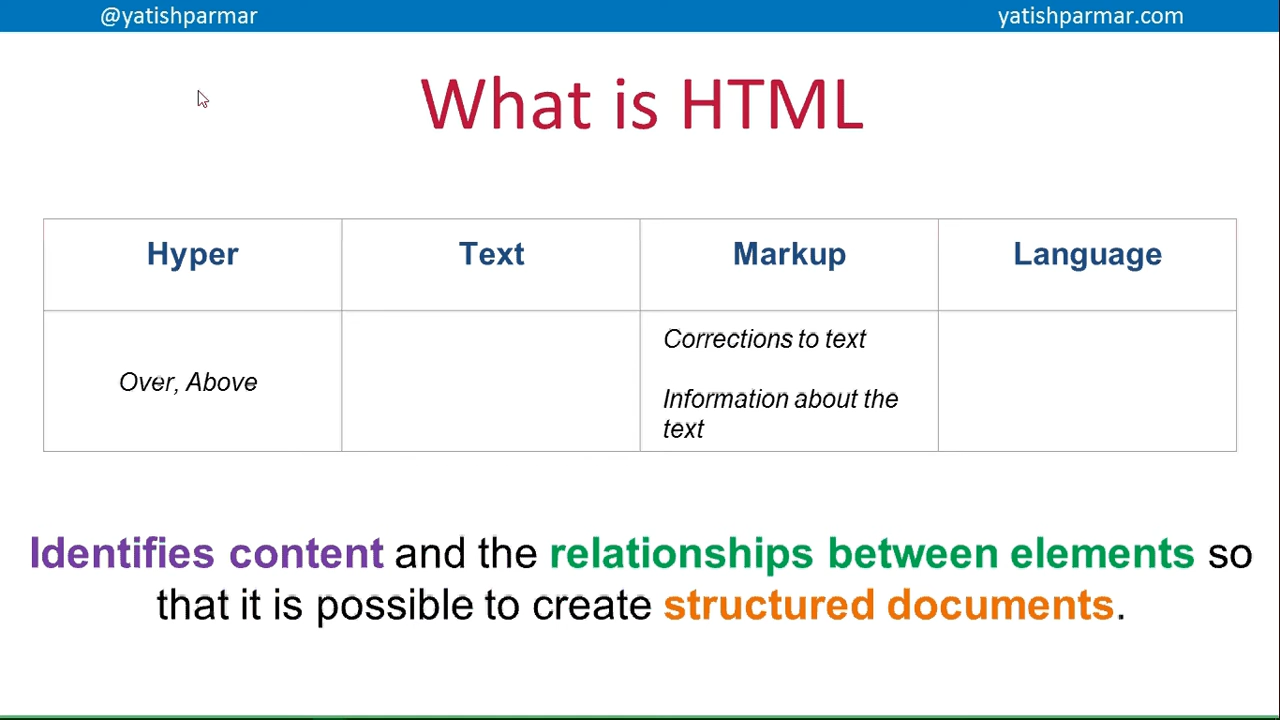 @yatishparmar
yatishparmar.com
What is HTML
Hyper
Text
Markup
Language
Over, Above
Corrections to text
Information about the
text
Identifies content and the relationships between elements so
that it is possible to create structured documents.